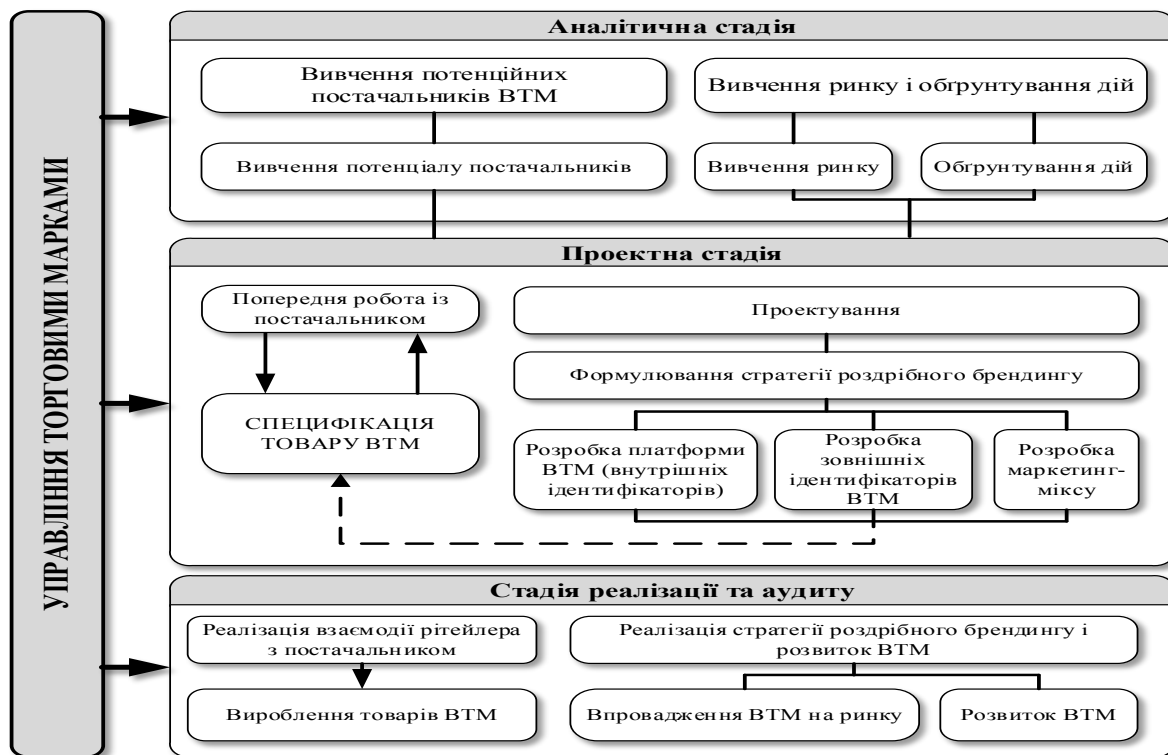 УПРАВЛІННЯ ТОРГОВИМИ МАРКАМИ
Аналітична стадія
Вивчення потенційних
постачальників ВТМ
Вивчення ринку і обґрунтування дій
Вивчення потенціалу постачальників
Вивчення ринку
Обґрунтування дій
Проектна стадія
Попередня робота із
постачальником
Проектування
Формулювання стратегії роздрібного брендингу
СПЕЦИФІКАЦІЯ
ТОВАРУ ВТМ
Розробка платформи
ВТМ (внутрішніх
ідентифікаторів)
Розробка
зовнішніх
ідентифікаторів
ВТМ
Розробка
маркетинг-
міксу
Стадія реалізації та аудиту
Реалізація взаємодії рітейлера
з постачальником
Реалізація стратегії роздрібного брендингу і
розвиток ВТМ
Вироблення товарів ВТМ
Впровадження ВТМ на ринку
Розвиток ВТМ